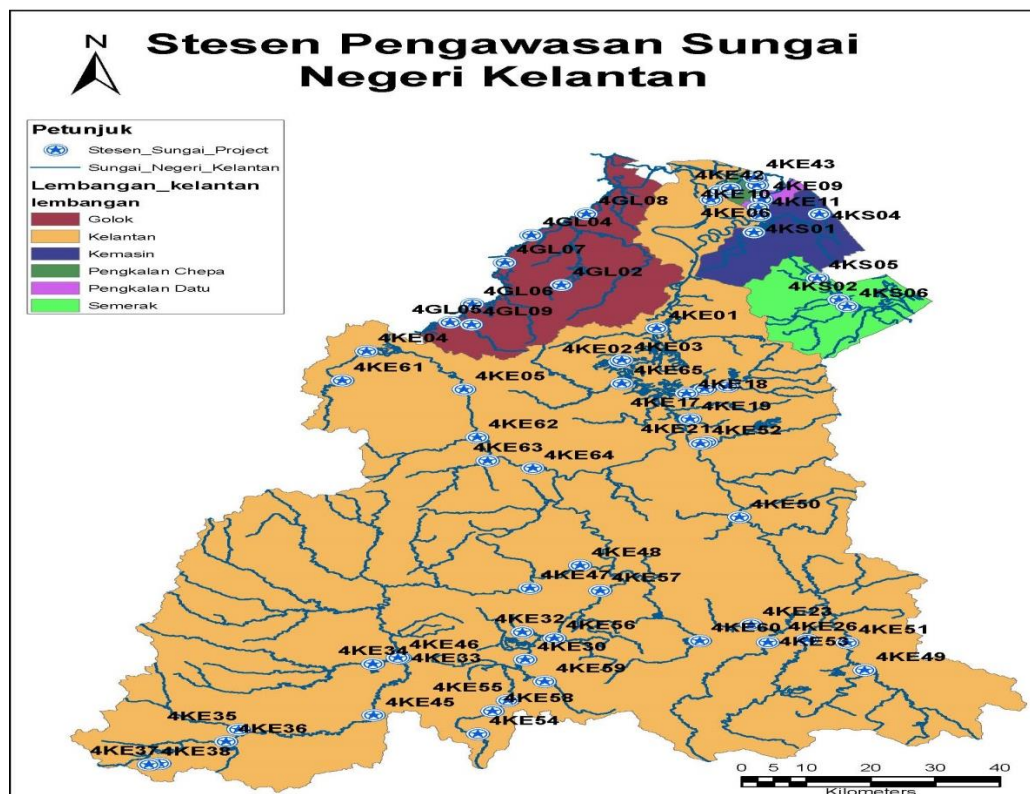 Stesen Pengawasan Sungai
Negeri Kelantan
N
Petunjuk
Stesen_Sungai_Project
Sungai_Negeri_Kelantan
Lembangan_kelantan
lembangan
Golok
Kelantan
Kemasin
Pengkalan Chepa
Pengkalan Datu
Semerak
4KE43
4KE42
4KE09
4KE10
4KE11
4GL08
4KE06
4KS04
4GL04
4KS01
4GL07
4GL02
4KS05
4GL06
4KS02
4KS06
4GL05
4GL09
4KE01
4KE04
4KE02
4KE03
4KE61
4KE05
4KE65
4KE18
4KE17
4KE19
4KE62
4KE21
4KE52
4KE63
4KE64
4KE50
4KE48
4KE47
4KE57
4KE23
4KE32
4KE56
4KE60
4KE26
4KE51
4KE46
4KE30
4KE53
4KE34
4KE33
4KE59
4KE49
4KE55
4KE45
4KE58
4KE35
4KE54
4KE36
4KE37
4KE38
0 5 10 20 30 40
Kilometers